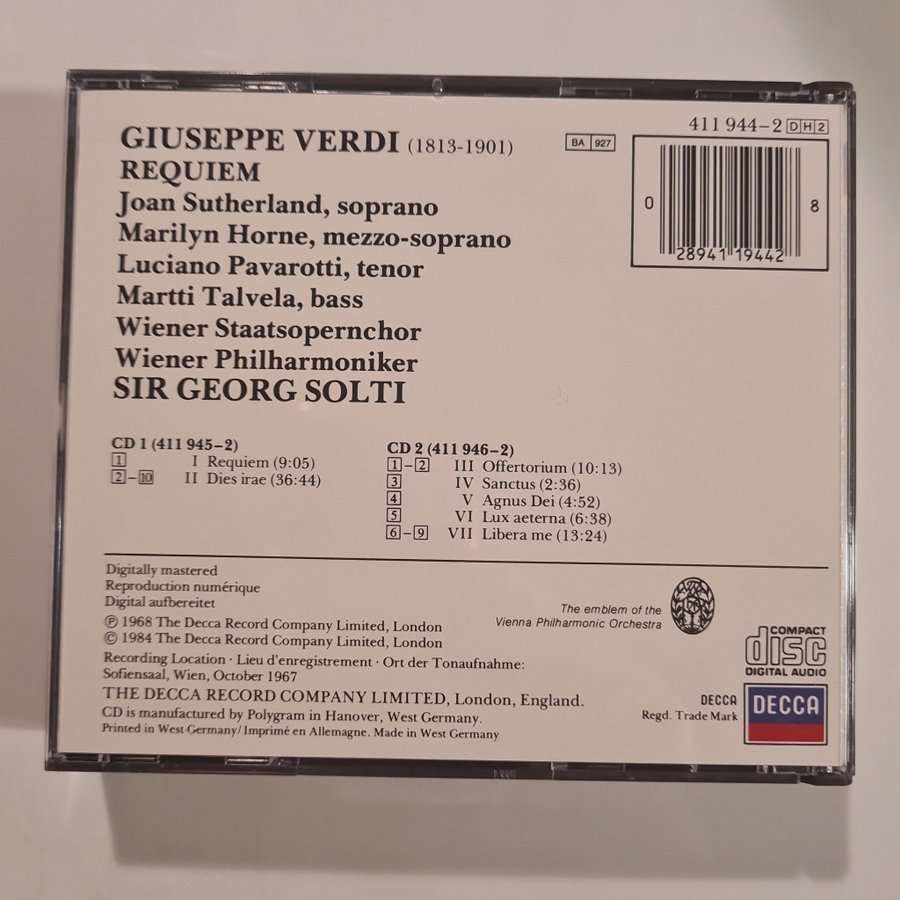 GIUSEPPE VERDI (1813-1901)
BA 927
411 944-2 DH2
REQUIEM
Joan Sutherland, soprano
Marilyn Horne, mezzo-soprano
Luciano Pavarotti, tenor
Martti Talvela, bass
Wiener Staatsopernchor
Wiener Philharmoniker
SIR GEORG SOLTI
0 28941 19442 8
CD 1 (411 945-2)
1 I Requiem (9:05)
2-10 II Dies irae (36:44)
CD 2 (411 946-2)
1-2 III Offertorium (10:13)
3 IV Sanctus (2:36)
4 V Agnus Dei (4:52)
5 VI Lux aeterna (6:38)
6-9 VII Libera me (13:24)
Digitally mastered
Reproduction numérique
Digital aufbereitet
℗ 1968 The Decca Record Company Limited, London
© 1984 The Decca Record Company Limited, London
Recording Location · Lieu d'enregistrement · Ort der Tonaufnahme:
Sofiensaal, Wien, October 1967
THE DECCA RECORD COMPANY LIMITED, London, England.
CD is manufactured by Polygram in Hanover, West Germany.
Printed in West Germany/Imprimé en Allemagne. Made in West Germany
The emblem of the
Vienna Philharmonic Orchestra
COMPACT
disc
DIGITAL AUDIO
DECCA
Regd. Trade Mark
DECCA